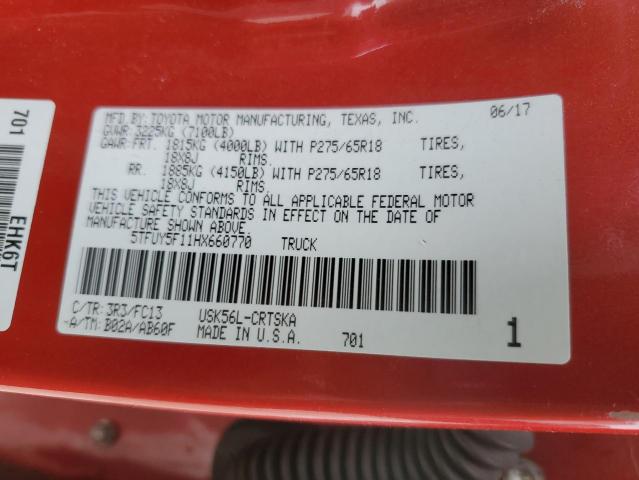 MFD.BY:TOYOTA MOTOR MANUFACTURING, TEXAS, INC. 06/17
GVWR:3225KG (7100LB)
GAWR:FRT. 1815KG (4000LB) WITH P275/65R18 TIRES,
18X8J RIMS.
RR. 1885KG (4150LB) WITH P275/65R18 TIRES,
18X8J RIMS.
THIS VEHICLE CONFORMS TO ALL APPLICABLE FEDERAL MOTOR
VEHICLE SAFETY STANDARDS IN EFFECT ON THE DATE OF
MANUFACTURE SHOWN ABOVE.
5TFUY5F11HX660770 TRUCK
C/TR: 3R3/FC13 USK56L-CRTSKA
A/TM: B02A/AB60F MADE IN U.S.A. 701 1
701
EHK6T